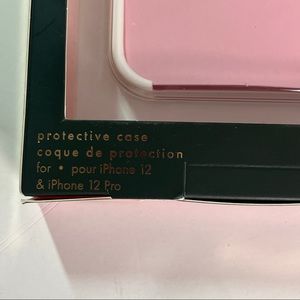 protective case
coque de protection
for • pour iPhone 12
& iPhone 12 Pro